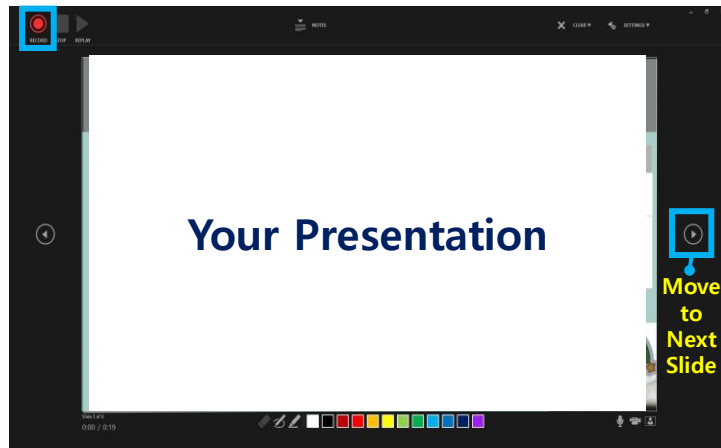 RECORD STOP REPLAY
NOTES
CLEAR
SETTINGS
Your Presentation
Move
to
Next
Slide
0:00 / 0:19